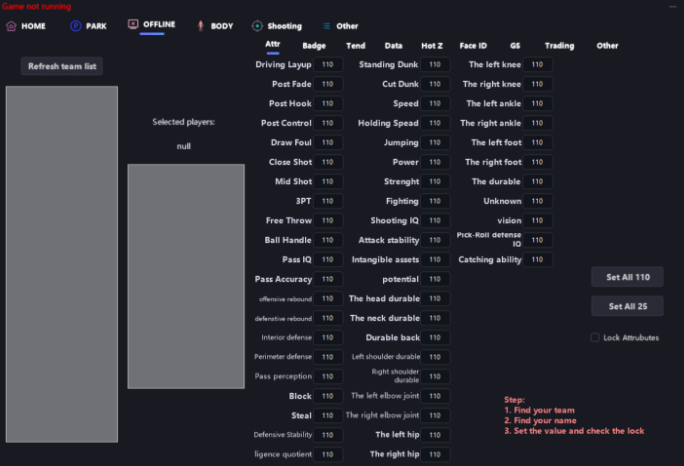 Game not running
HOME PARK OFFLINE BODY Shooting Other
Attr Badge Tend Data Hot Z Face ID GS Trading Other
Refresh team list
Selected players:
null
Driving Layup 110 Standing Dunk 110 The left knee 110
Post Fade 110 Cut Dunk 110 The right knee 110
Post Hook 110 Speed 110 The left ankle 110
Post Control 110 Holding Spead 110 The right ankle 110
Draw Foul 110 Jumping 110 The left foot 110
Close Shot 110 Power 110 The right foot 110
Mid Shot 110 Strenght 110 The durable 110
3PT 110 Fighting 110 Unknown 110
Free Throw 110 Shooting IQ 110 vision 110
Ball Handle 110 Attack stability 110 Pick-Roll defense IQ 110
Pass IQ 110 Intangible assets 110 Catching ability 110
Pass Accuracy 110 potential 110
offensive rebound 110 The head durable 110
defenstive rebound 110 The neck durable 110
Interior defense 110 Durable back 110
Perimeter defense 110 Left shoulder durable 110
Pass perception 110 Right shoulder durable 110
Block 110 The left elbow joint 110
Steal 110 The right elbow joint 110
Defensive Stability 110 The left hip 110
ligence quotient 110 The right hip 110
Set All 110
Set All 25
Lock Attrubutes
Step:
1. Find your team
2. Find your name
3. Set the value and check the lock